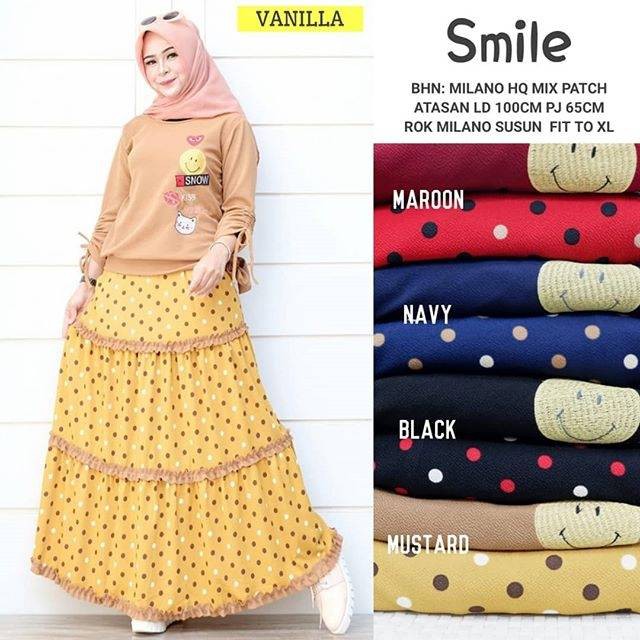 VANILLA
Smile
BHN: MILANO HQ MIX PATCH
ATASAN LD 100CM PJ 65CM
ROK MILANO SUSUN FIT TO XL
SNOW
KISS
MAROON
NAVY
BLACK
MUSTARD